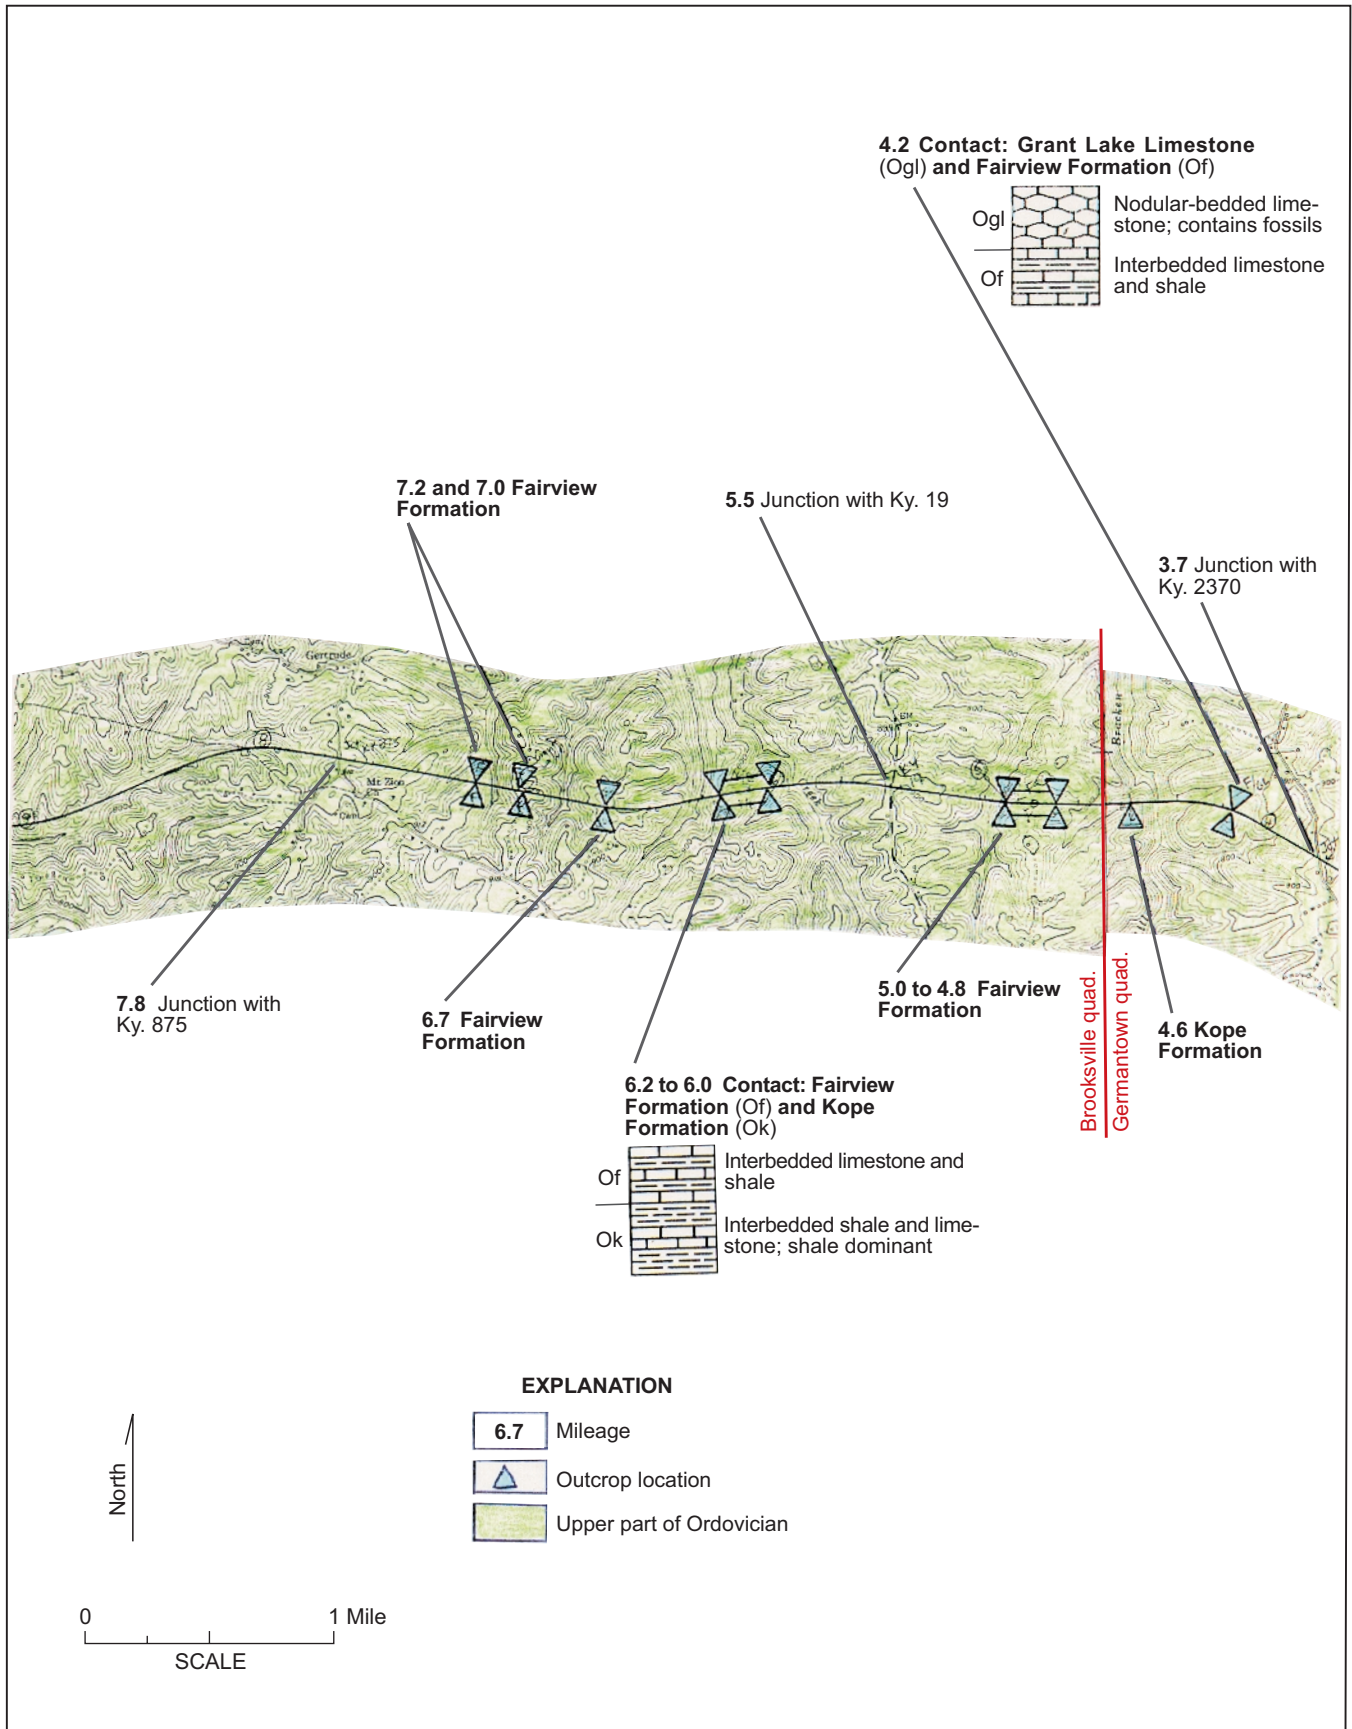 4.2 Contact: Grant Lake Limestone
(Ogl) and Fairview Formation (Of)
Ogl
Nodular-bedded lime-
stone; contains fossils
Of
Interbedded limestone
and shale
7.2 and 7.0 Fairview
Formation
5.5 Junction with Ky. 19
3.7 Junction with
Ky. 2370
Gertrude
Mt Zion
Bracken
7.8 Junction with
Ky. 875
6.7 Fairview
Formation
5.0 to 4.8 Fairview
Formation
Brooksville quad.
Germantown quad.
4.6 Kope
Formation
6.2 to 6.0 Contact: Fairview
Formation (Of) and Kope
Formation (Ok)
Of
Interbedded limestone and
shale
Ok
Interbedded shale and lime-
stone; shale dominant
EXPLANATION
6.7 Mileage
Outcrop location
Upper part of Ordovician
North
0 1 Mile
SCALE